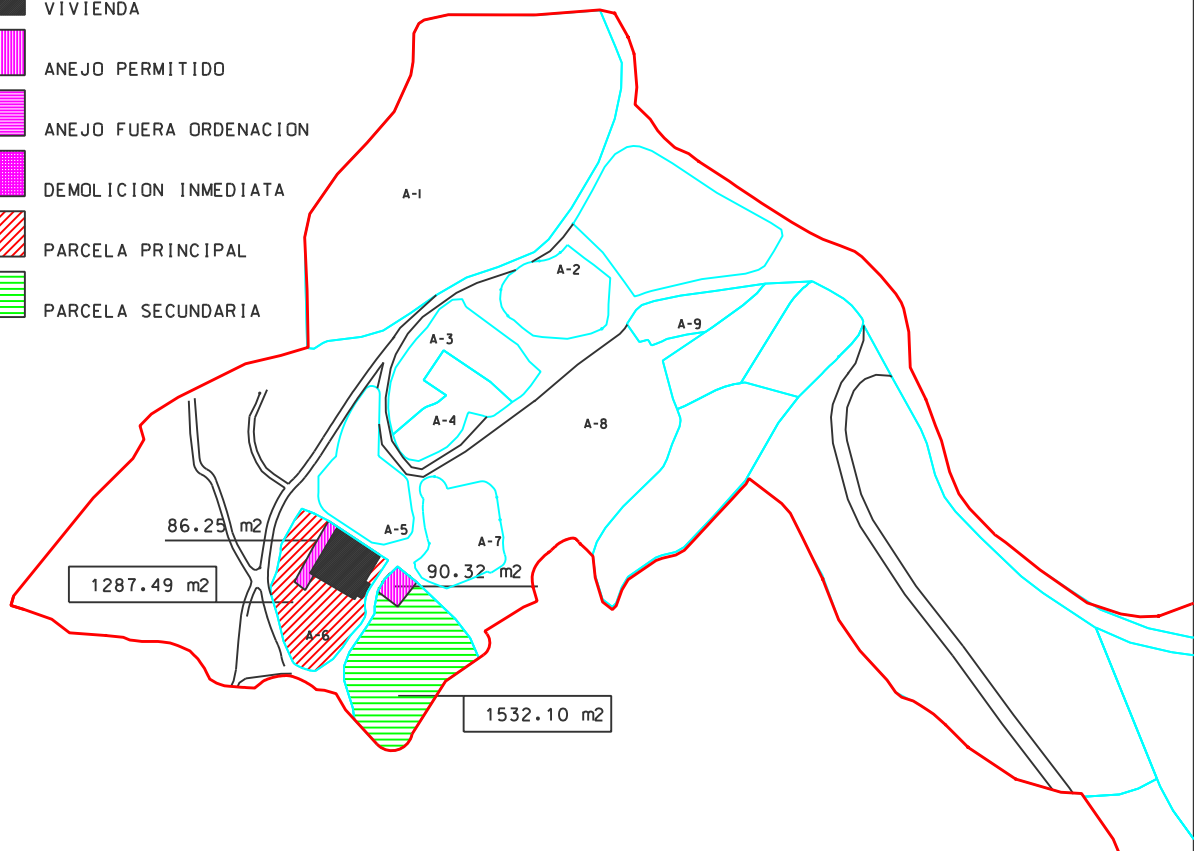 VIVIENDA
ANEJO PERMITIDO
ANEJO FUERA ORDENACION
DEMOLICION INMEDIATA
PARCELA PRINCIPAL
PARCELA SECUNDARIA
A-1
A-2
A-9
A-3
A-4
A-8
A-5
A-7
86.25 m2
90.32 m2
1287.49 m2
A-6
1532.10 m2